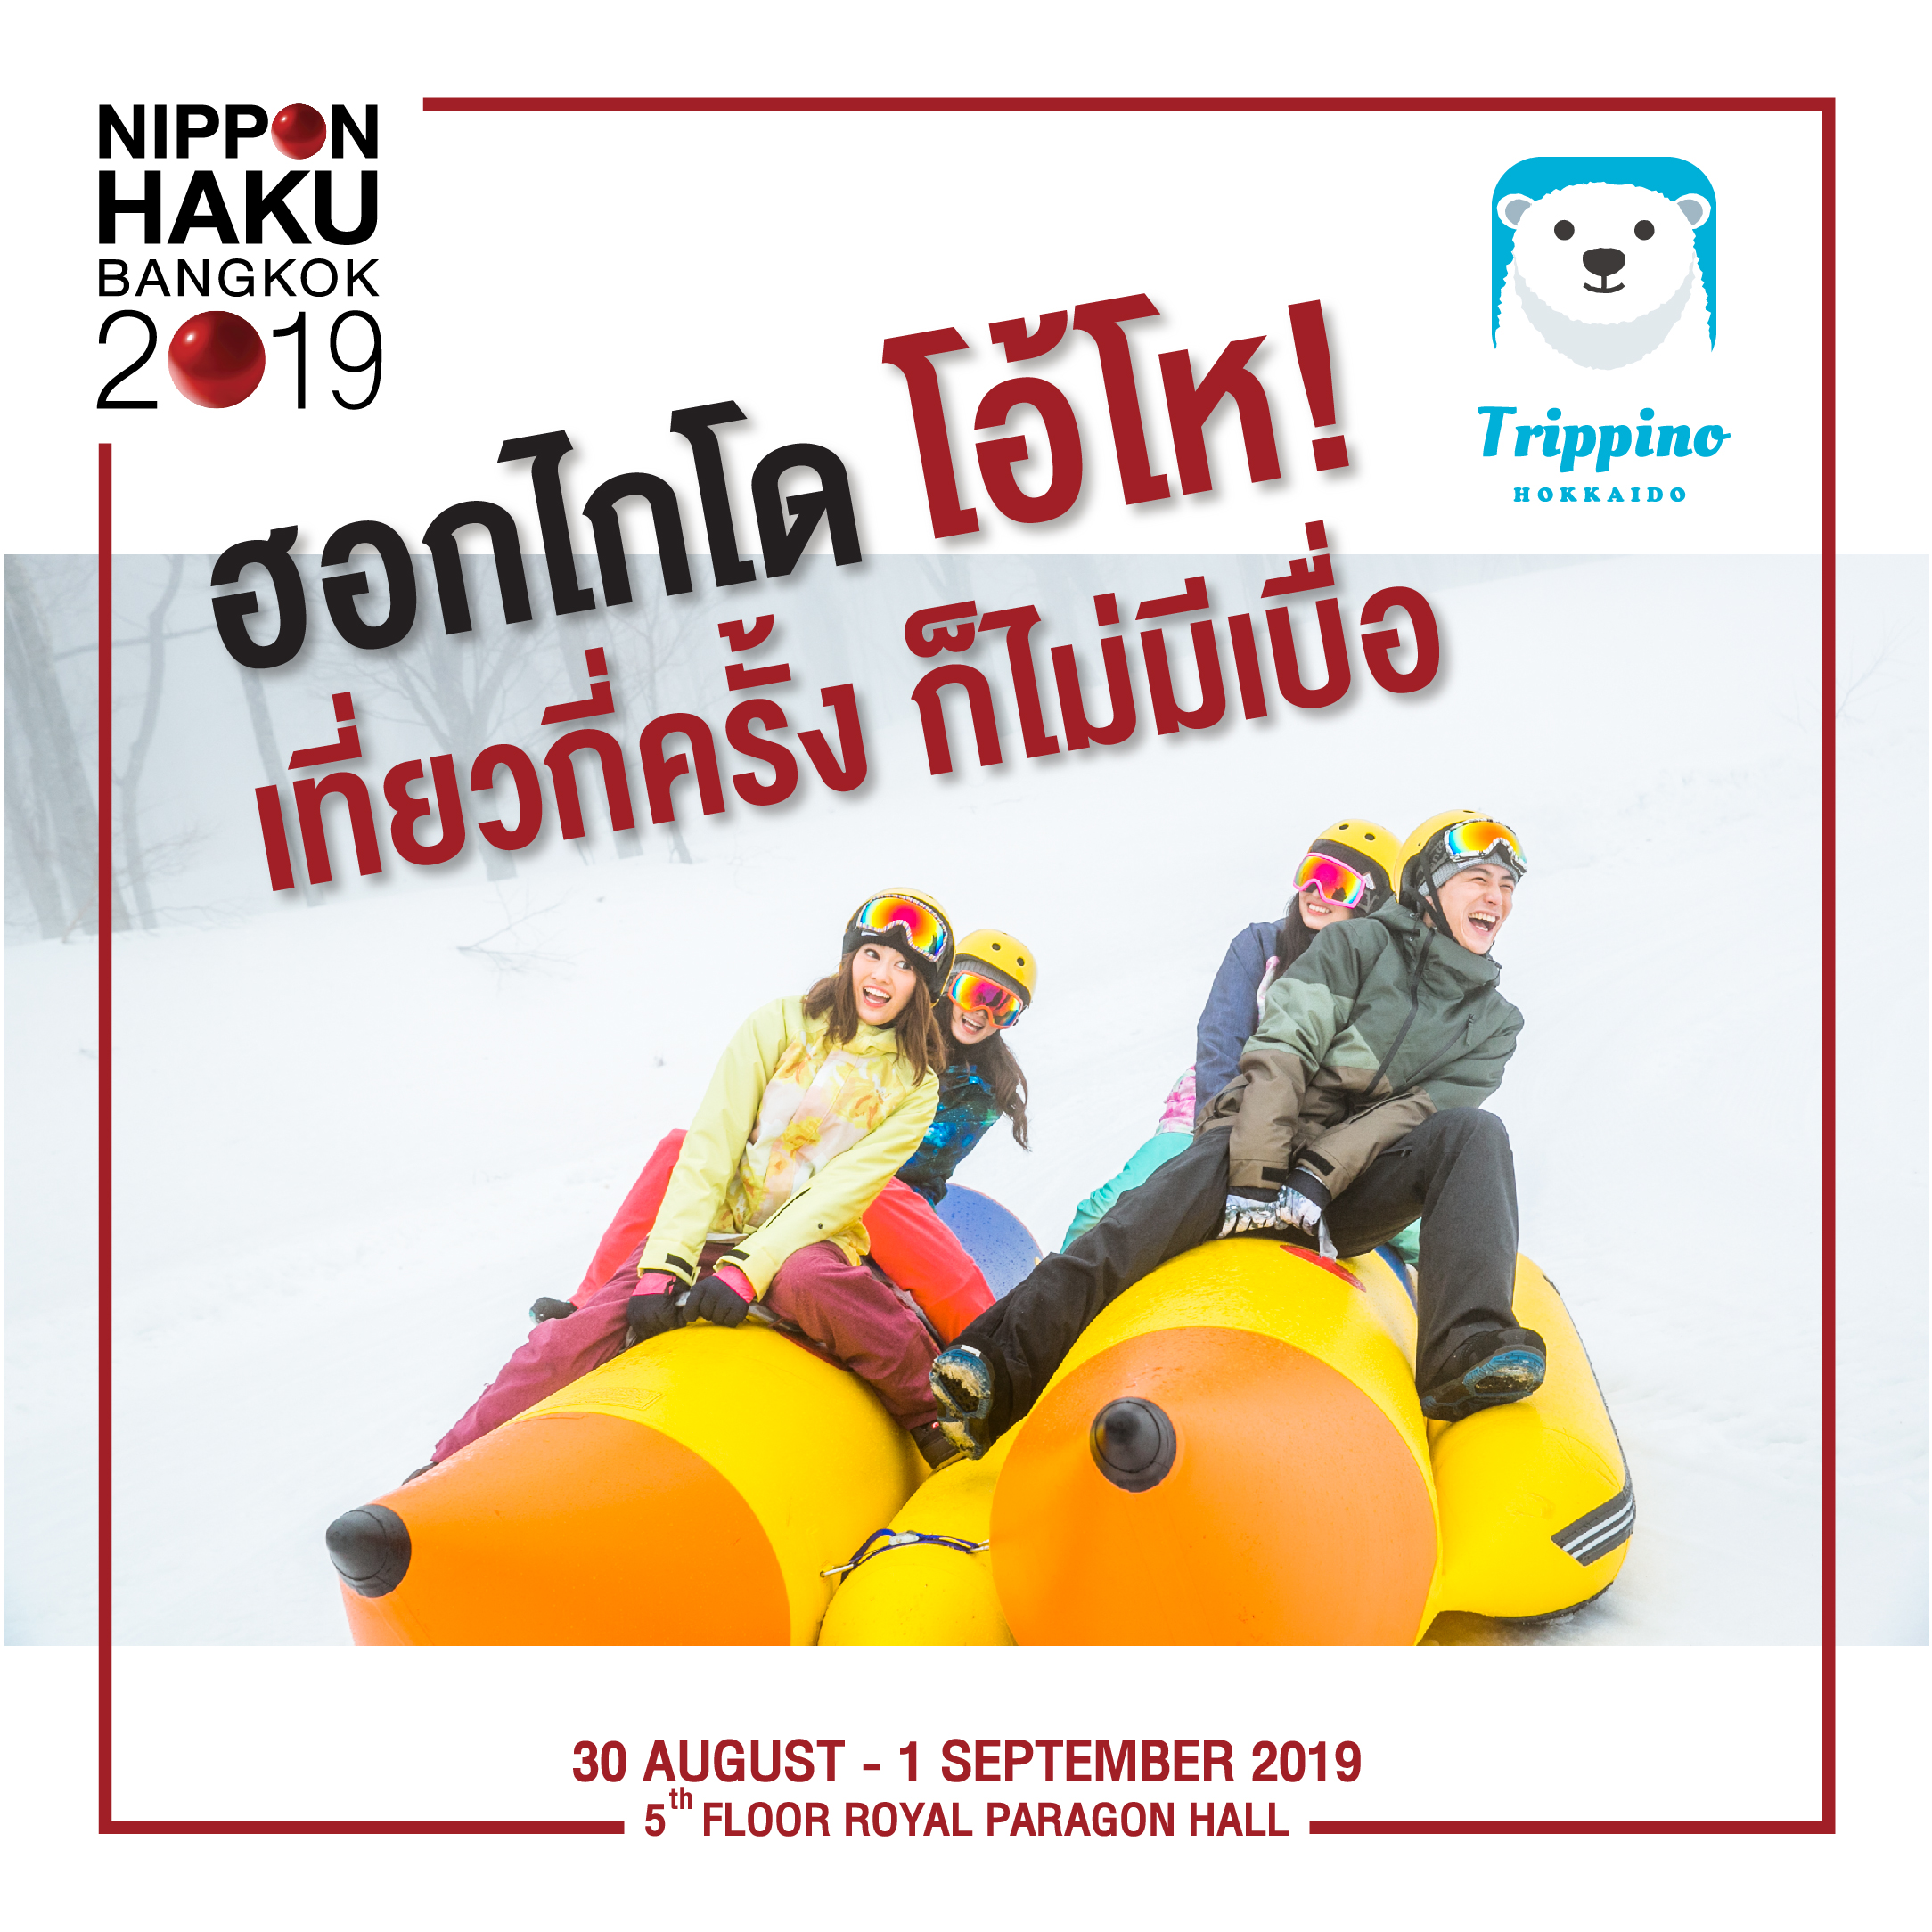 NIPPON
HAKU
BANGKOK
2019
Trippino
HOKKAIDO
ฮอกไกโด โอ้โห!
เที่ยวกี่ครั้ง ก็ไม่มีเบื่อ
30 AUGUST - 1 SEPTEMBER 2019
5th FLOOR ROYAL PARAGON HALL